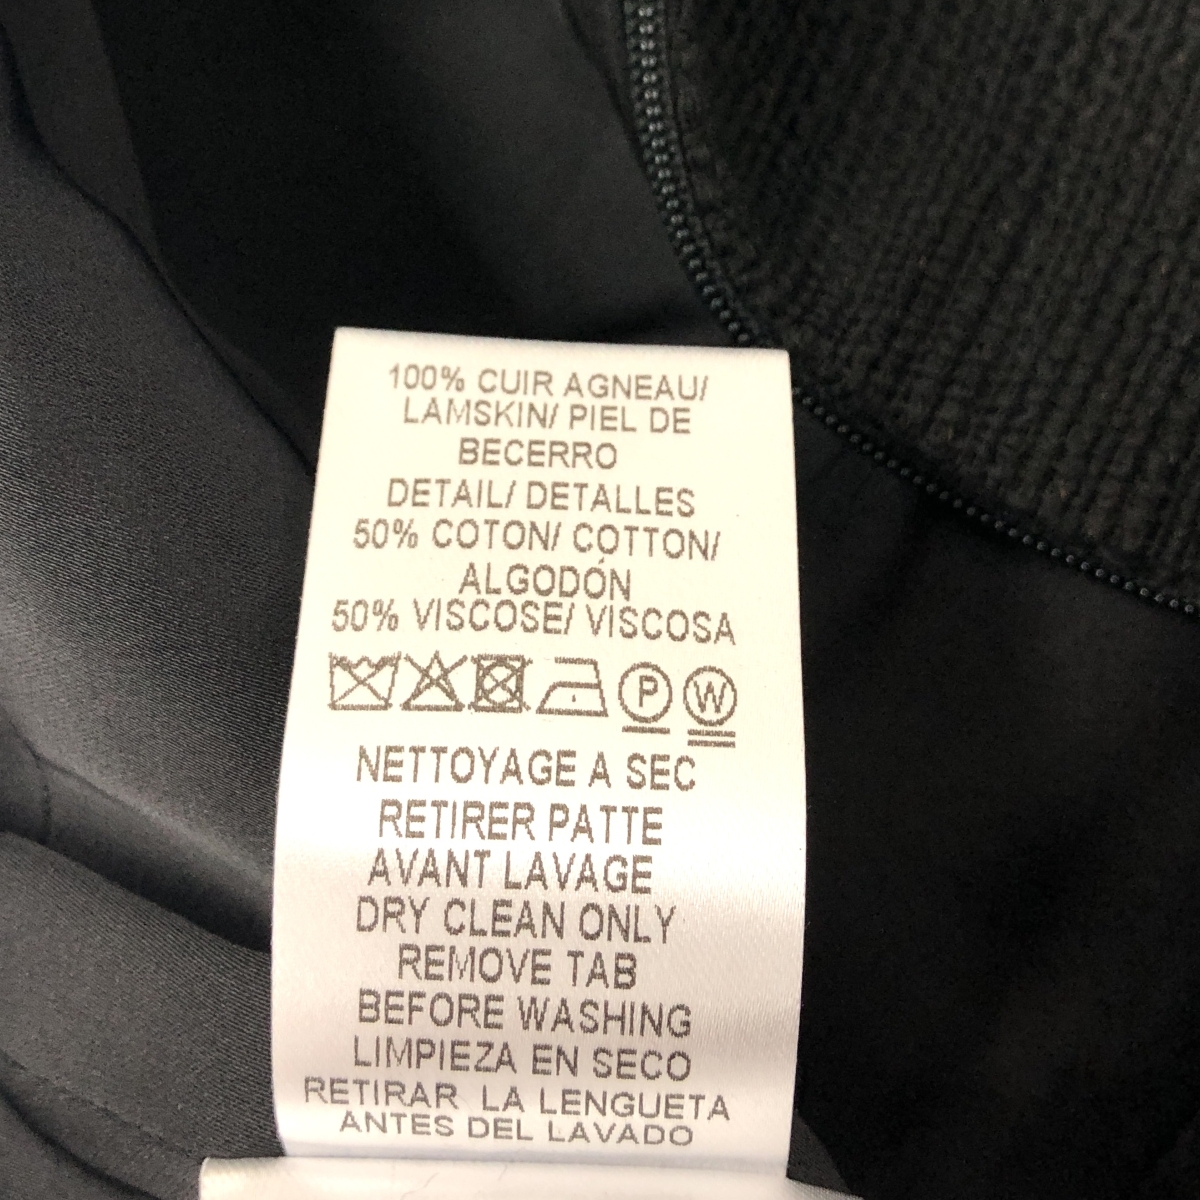 100% CUIR AGNEAU/
LAMSKIN/ PIEL DE
BECERRO
DETAIL/ DETALLES
50% COTON/ COTTON/
ALGODÓN
50% VISCOSE/ VISCOSA
P W
NETTOYAGE A SEC
RETIRER PATTE
AVANT LAVAGE
DRY CLEAN ONLY
REMOVE TAB
BEFORE WASHING
LIMPIEZA EN SECO
RETIRAR LA LENGUETA
ANTES DEL LAVADO